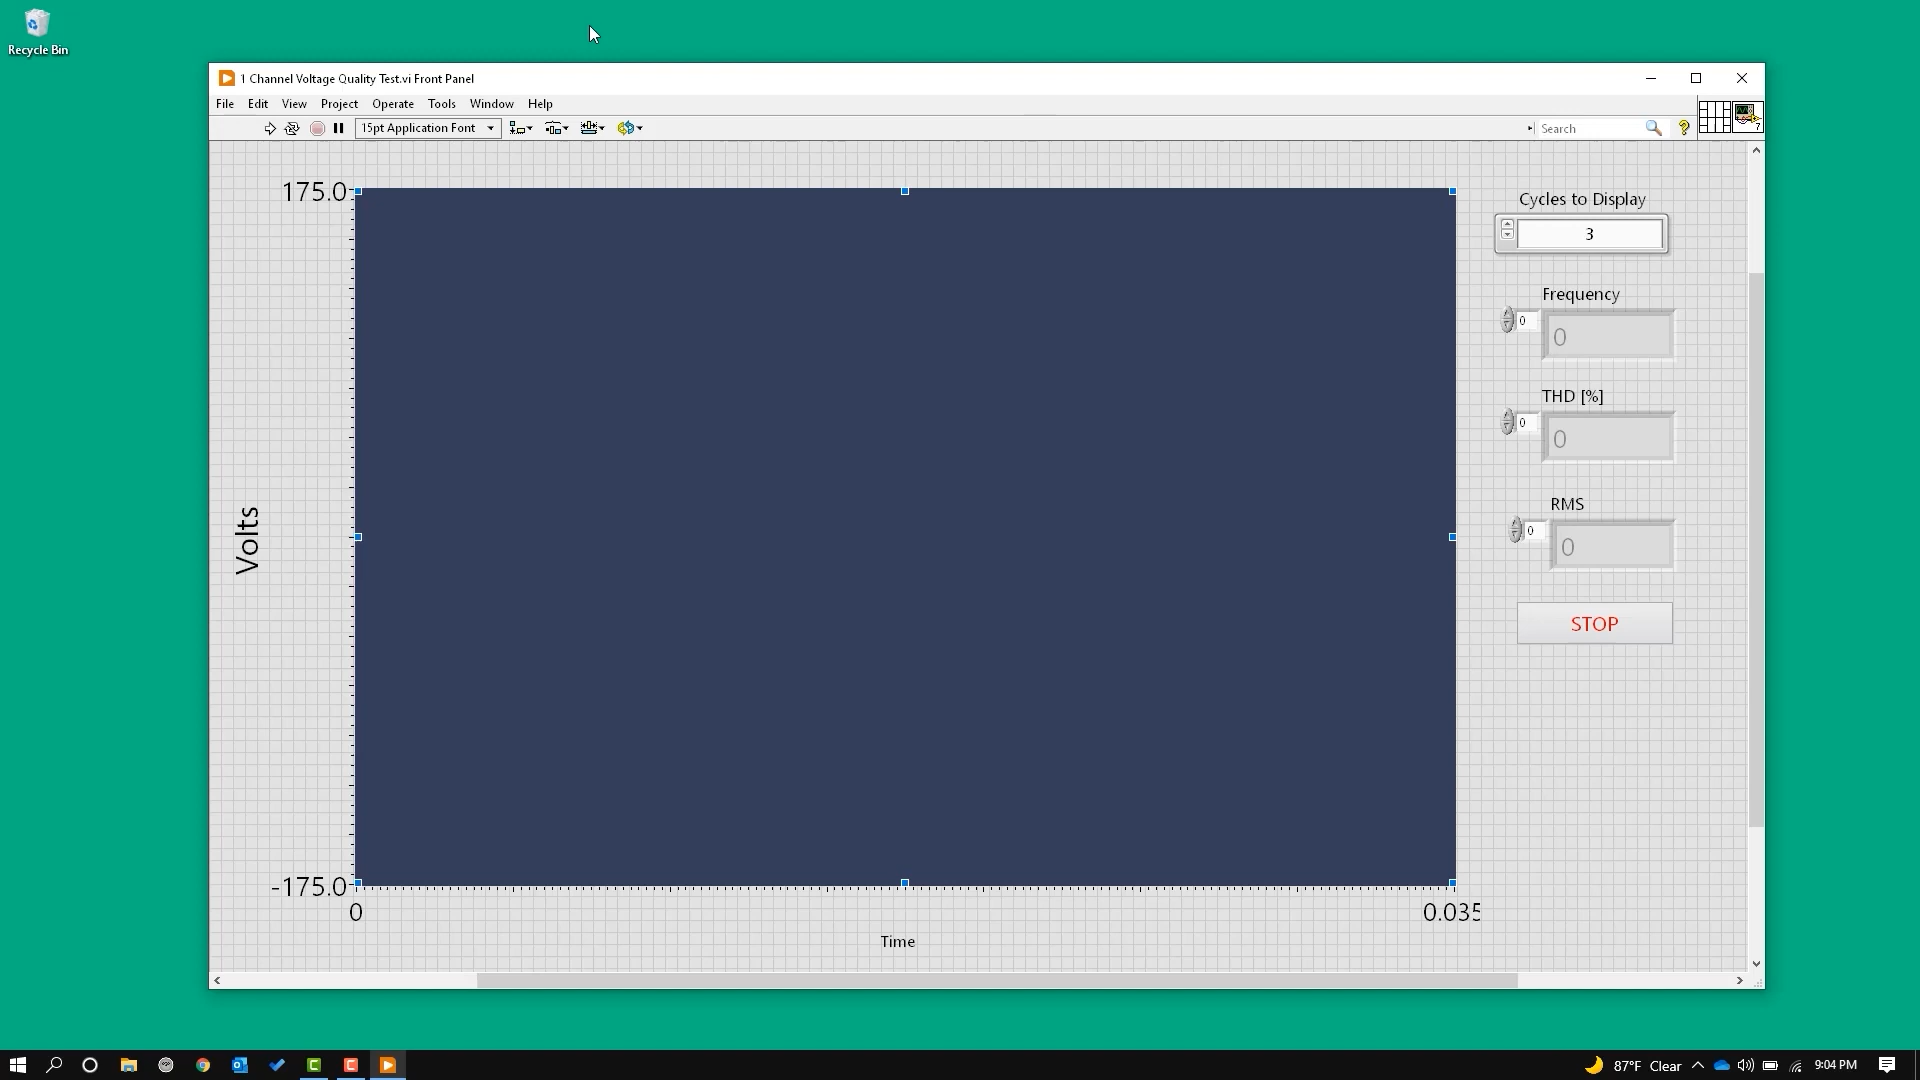 Recycle Bin
1 Channel Voltage Quality Test.vi Front Panel
File Edit View Project Operate Tools Window Help
15pt Application Font
Search
?
7
175.0
Volts
-175.0
0
0.035
Time
Cycles to Display
3
Frequency
0
0
THD [%]
0
0
RMS
0
0
STOP
87°F Clear
9:04 PM